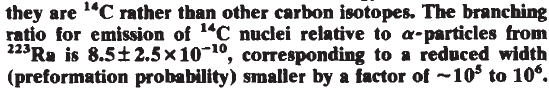 they are ¹⁴C rather than other carbon isotopes. The branching
ratio for emission of ¹⁴C nuclei relative to α-particles from
²²³Ra is 8.5±2.5×10⁻¹⁰, corresponding to a reduced width
(preformation probability) smaller by a factor of ~10⁵ to 10⁶.